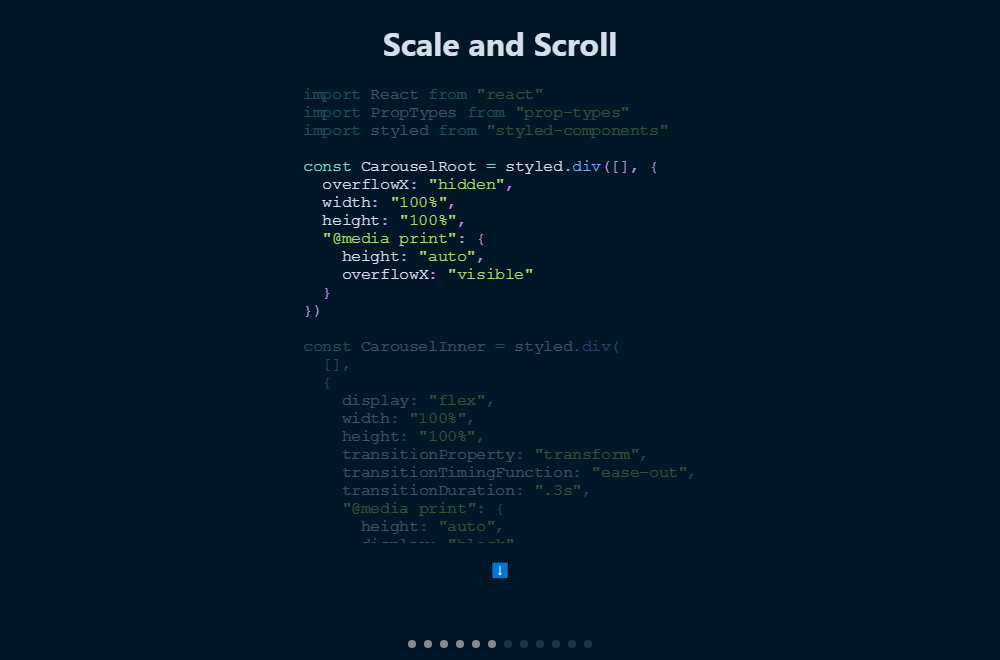 Scale and Scroll
import React from "react"
import PropTypes from "prop-types"
import styled from "styled-components"
const CarouselRoot = styled.div([], {
  overflowX: "hidden",
  width: "100%",
  height: "100%",
  "@media print": {
    height: "auto",
    overflowX: "visible"
  }
})
const CarouselInner = styled.div(
  [],
  {
    display: "flex",
    width: "100%",
    height: "100%",
    transitionProperty: "transform",
    transitionTimingFunction: "ease-out",
    transitionDuration: ".3s",
    "@media print": {
      height: "auto",
      display: "block"
↓